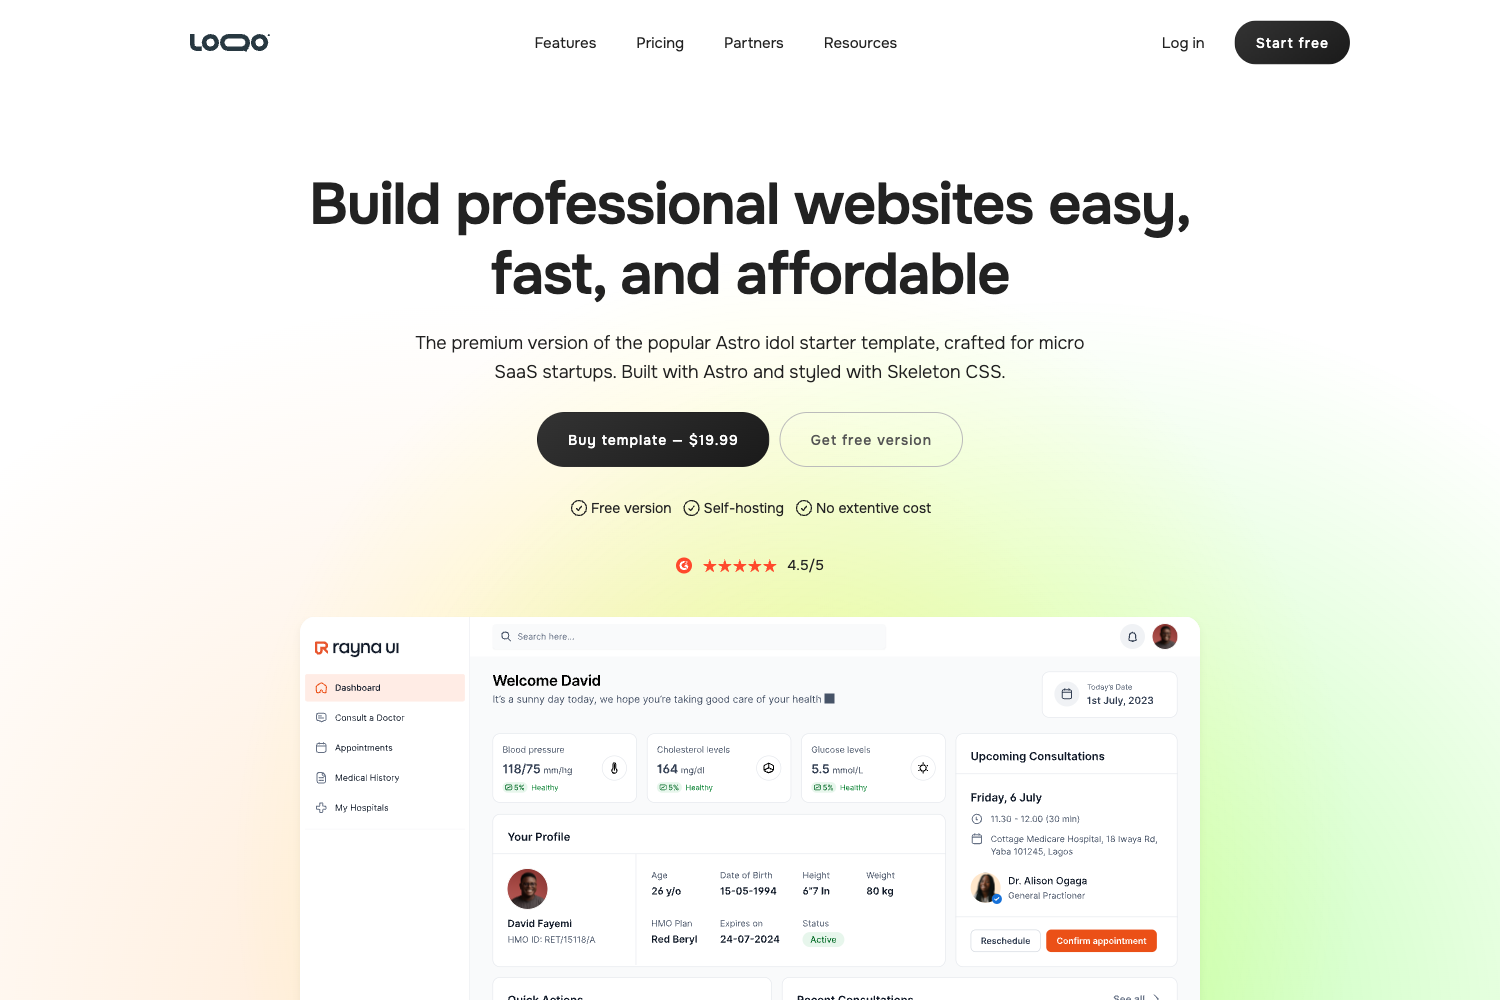 LOQO
Features
Pricing
Partners
Resources
Log in
Start free
Build professional websites easy,
fast, and affordable
The premium version of the popular Astro idol starter template, crafted for micro
SaaS startups. Built with Astro and styled with Skeleton CSS.
Buy template — $19.99
Get free version
Free version
Self-hosting
No extentive cost
4.5/5
rayna UI
Search here...
Dashboard
Consult a Doctor
Appointments
Medical History
My Hospitals
Welcome David
It's a sunny day today, we hope you're taking good care of your health
Today's Date
1st July, 2023
Blood pressure
118/75 mm/hg
5% Healthy
Cholesterol levels
164 mg/dl
5% Healthy
Glucose levels
5.5 mmol/L
5% Healthy
Your Profile
David Fayemi
HMO ID: RET/15118/A
Age
26 y/o
Date of Birth
15-05-1994
Height
6"7 In
Weight
80 kg
HMO Plan
Red Beryl
Expires on
24-07-2024
Status
Active
Upcoming Consultations
Friday, 6 July
11.30 - 12.00 (30 min)
Cottage Medicare Hospital, 18 Iwaya Rd,
Yaba 101245, Lagos
Dr. Alison Ogaga
General Practioner
Reschedule
Confirm appointment
Quick Actions
Recent Consultations
See all